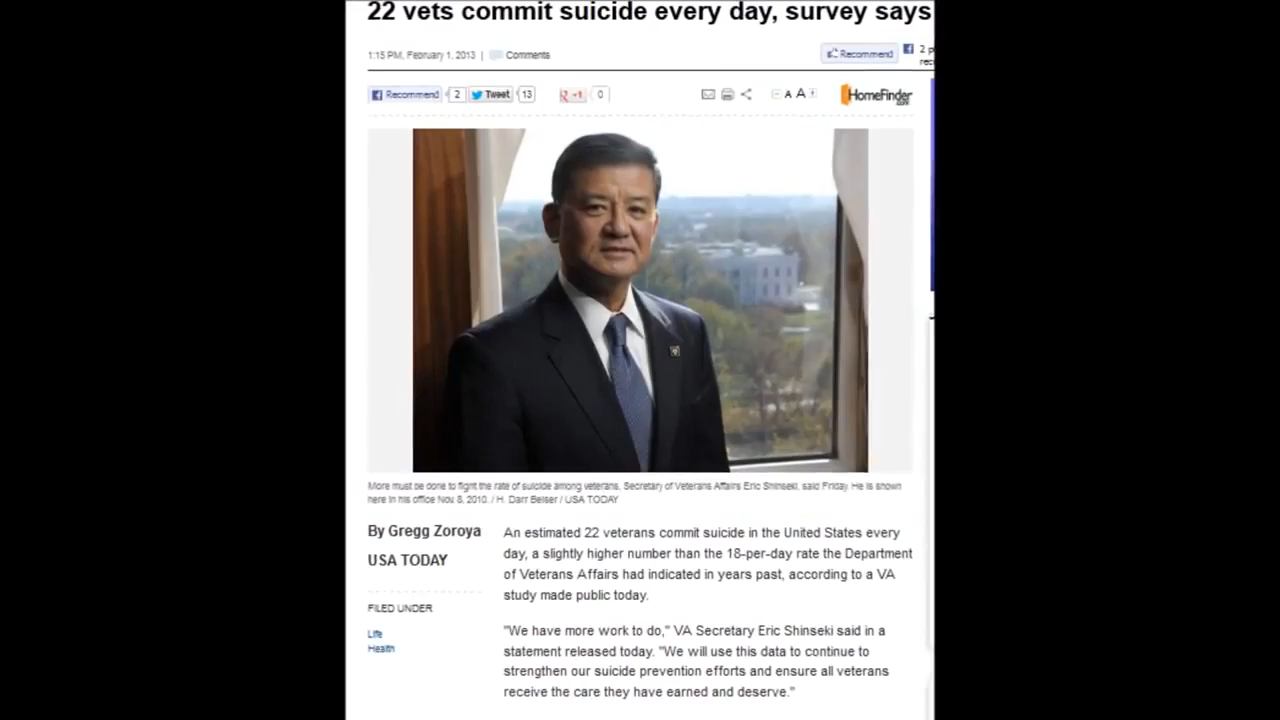 22 vets commit suicide every day, survey says
1:15 PM, February 1, 2013 | Comments
Recommend
2 p
rec
Recommend 2 Tweet 13 +1 0
A A
HomeFinder
.com
More must be done to fight the rate of suicide among veterans, Secretary of Veterans Affairs Eric Shinseki, said Friday. He is shown
here in his office Nov. 8, 2010. / H. Darr Beiser / USA TODAY
By Gregg Zoroya
USA TODAY
FILED UNDER
Life
Health
An estimated 22 veterans commit suicide in the United States every
day, a slightly higher number than the 18-per-day rate the Department
of Veterans Affairs had indicated in years past, according to a VA
study made public today.
"We have more work to do," VA Secretary Eric Shinseki said in a
statement released today. "We will use this data to continue to
strengthen our suicide prevention efforts and ensure all veterans
receive the care they have earned and deserve."